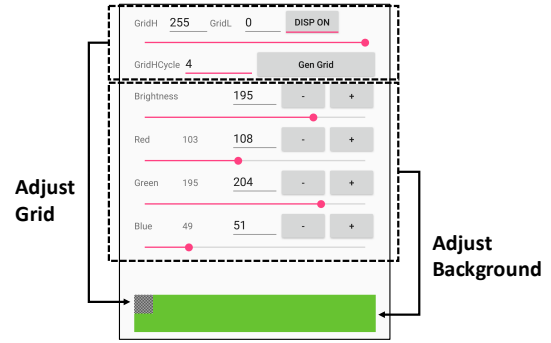 GridH 255 GridL 0 DISP ON
GridHCycle 4 Gen Grid
Brightness 195 - +
Red 103 108 - +
Green 195 204 - +
Blue 49 51 - +
Adjust
Grid
Adjust
Background